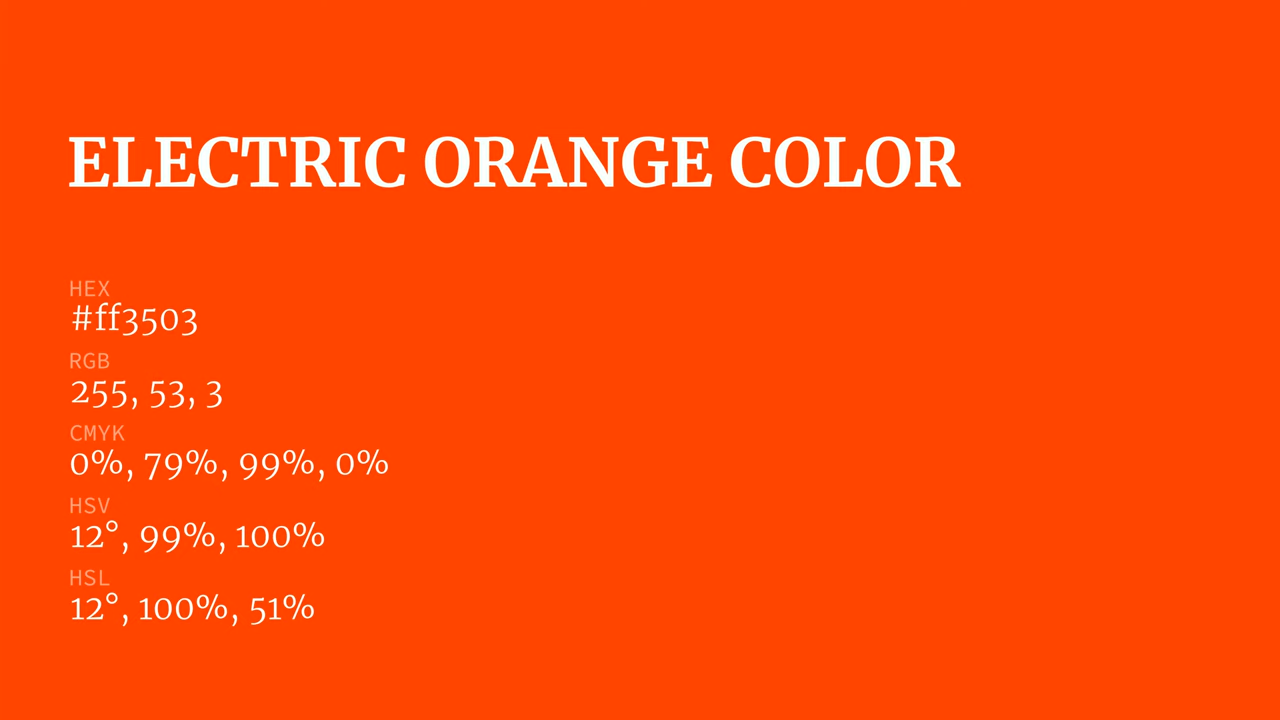 ELECTRIC ORANGE COLOR
HEX
#ff3503
RGB
255, 53, 3
CMYK
0%, 79%, 99%, 0%
HSV
12°, 99%, 100%
HSL
12°, 100%, 51%